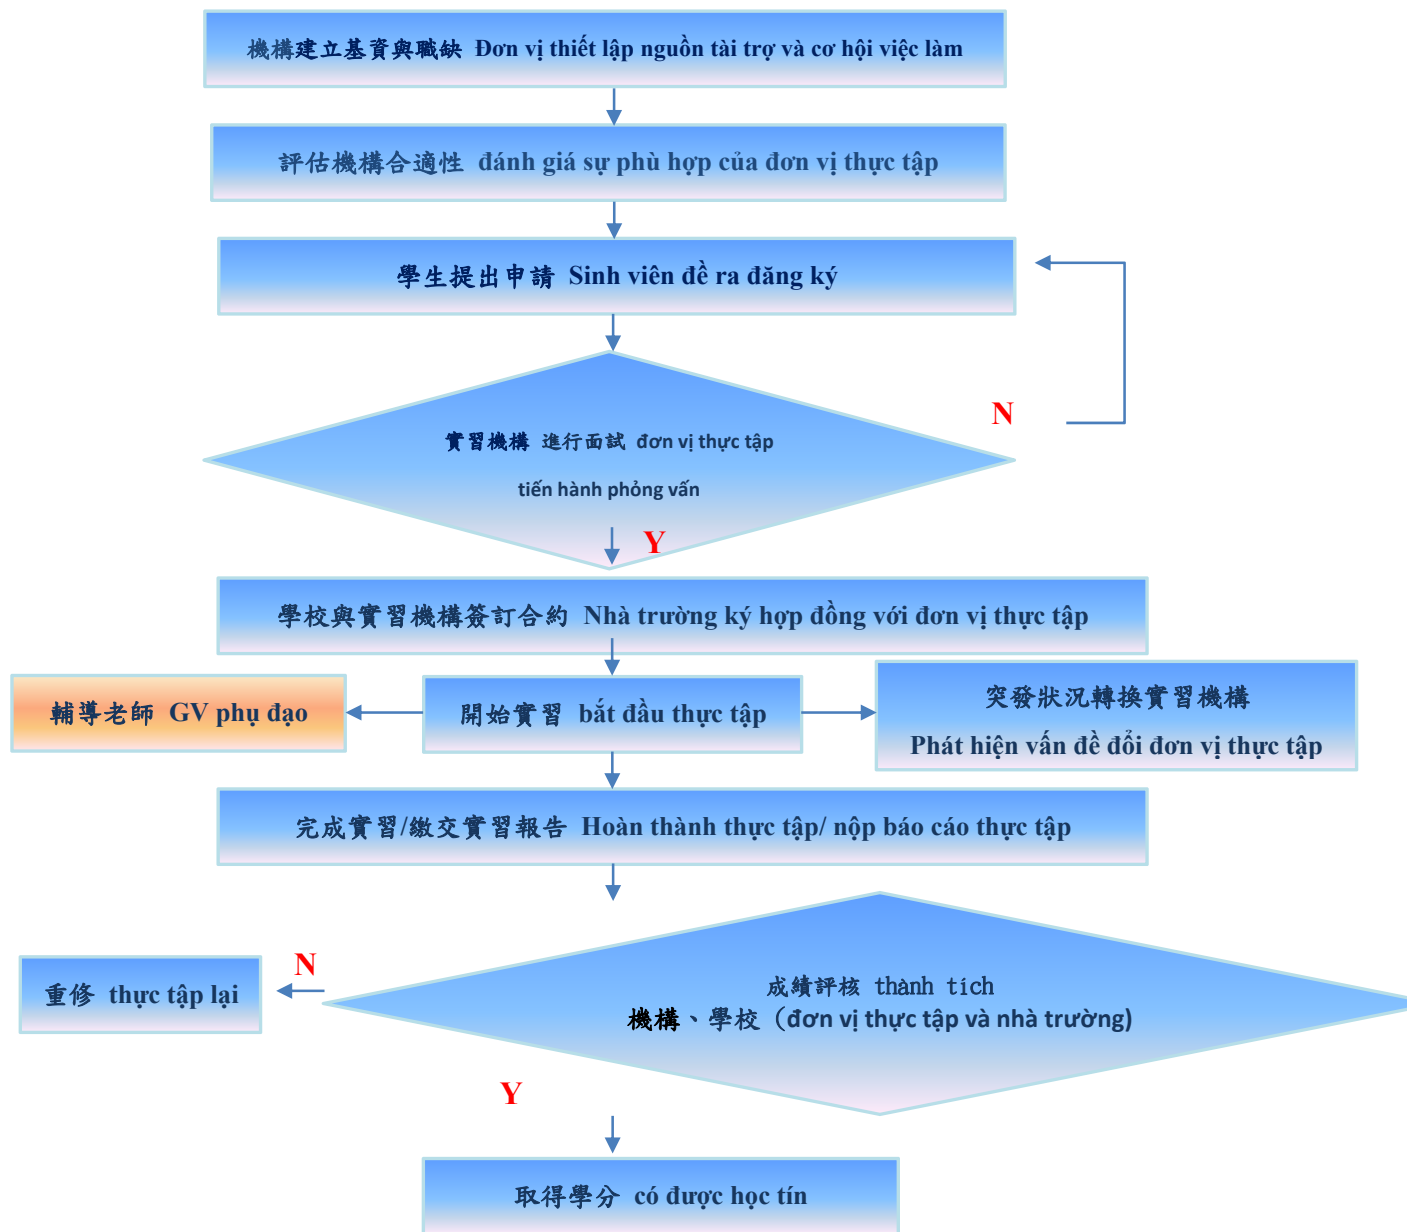 機構建立基資與職缺 Đơn vị thiết lập nguồn tài trợ và cơ hội việc làm
評估機構合適性 đánh giá sự phù hợp của đơn vị thực tập
學生提出申請 Sinh viên đề ra đăng ký
N
實習機構 進行面試 đơn vị thực tập
tiến hành phỏng vấn
Y
學校與實習機構簽訂合約 Nhà trường ký hợp đồng với đơn vị thực tập
輔導老師 GV phụ đạo
開始實習 bắt đầu thực tập
突發狀況轉換實習機構
Phát hiện vấn đề đổi đơn vị thực tập
完成實習/繳交實習報告 Hoàn thành thực tập/ nộp báo cáo thực tập
N
重修 thực tập lại
成績評核 thành tích
機構、學校（đơn vị thực tập và nhà trường)
Y
取得學分 có được học tín